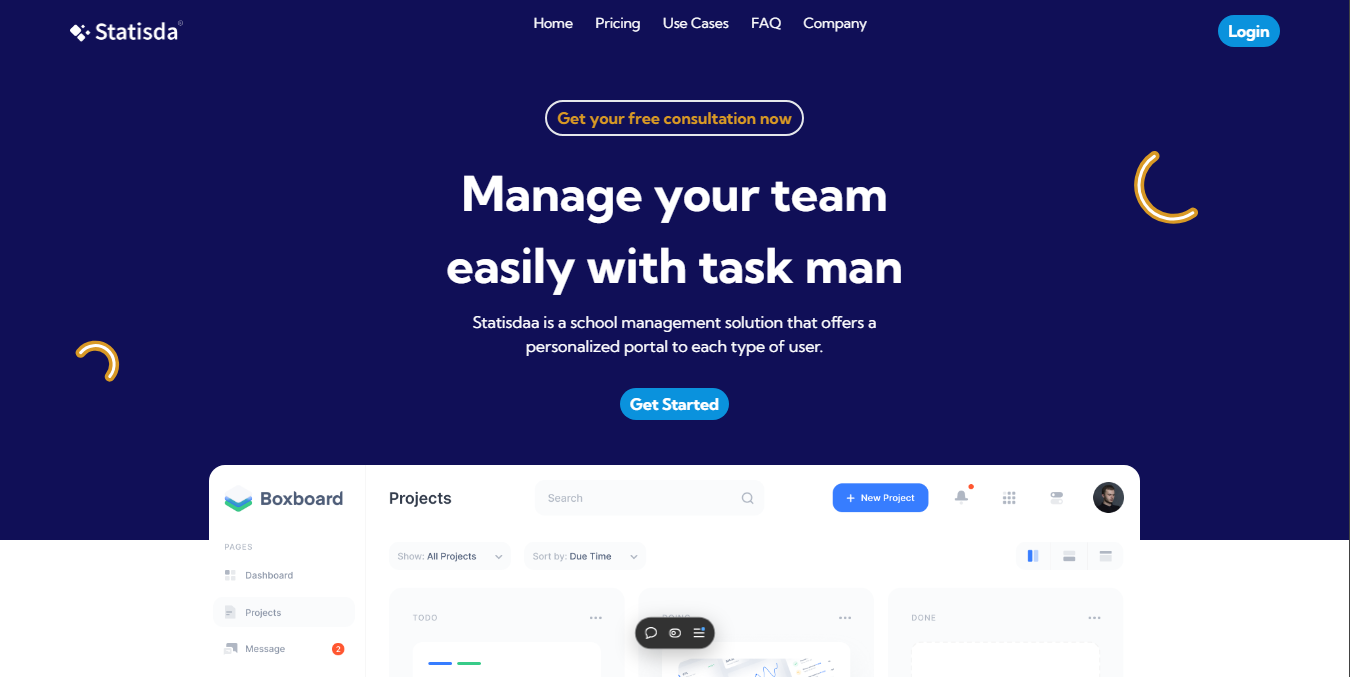 Statisda
Home Pricing Use Cases FAQ Company
Login
Get your free consultation now
Manage your team
easily with task man
Statisdaa is a school management solution that offers a
personalized portal to each type of user.
Get Started
Boxboard
Projects
Search
+ New Project
PAGES
Show: All Projects
Sort by: Due Time
Dashboard
Projects
Message
2
TODO
DOING
DONE